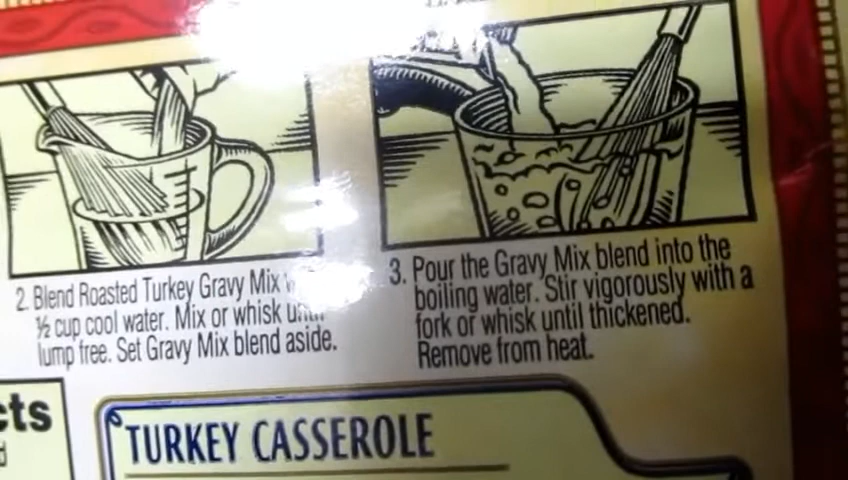 2. Blend Roasted Turkey Gravy Mix
½ cup cool water. Mix or whisk until
lump free. Set Gravy Mix blend aside.
3. Pour the Gravy Mix blend into the
boiling water. Stir vigorously with a
fork or whisk until thickened.
Remove from heat.
cts
TURKEY CASSEROLE